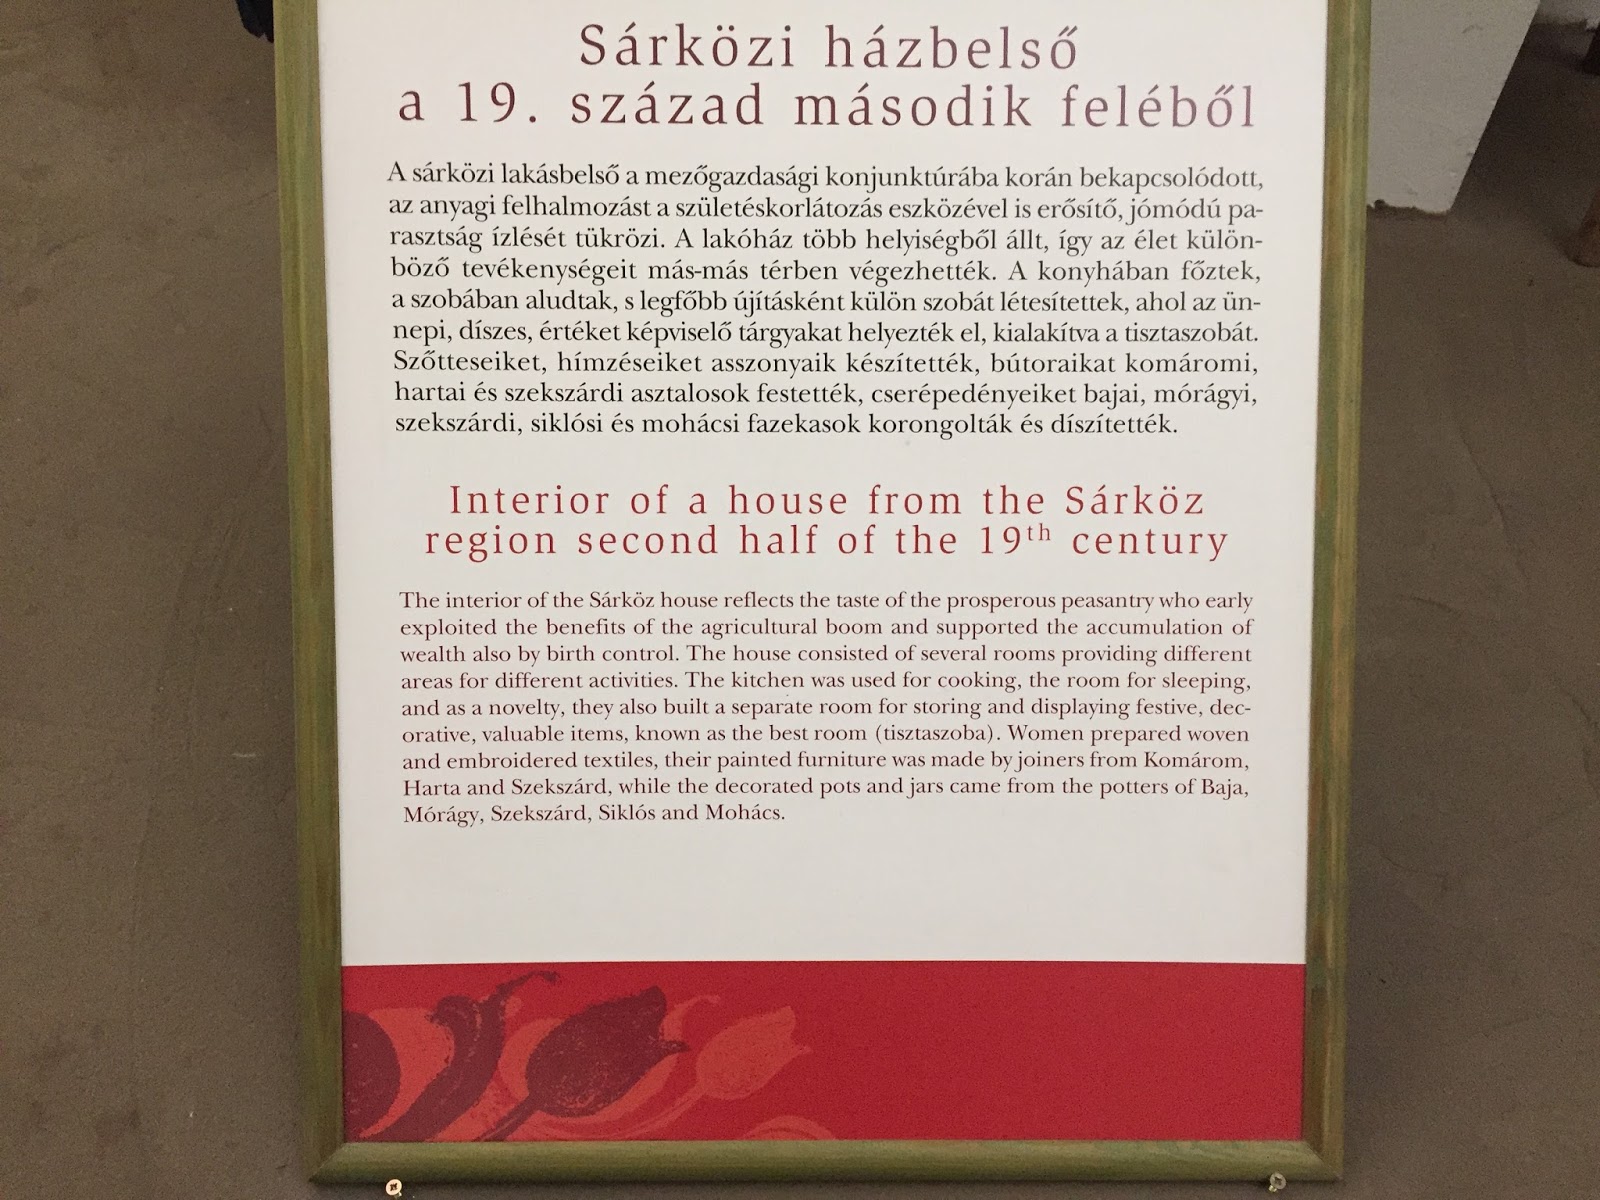 Sárközi házbelső
a 19. század második feléből
A sárközi lakásbelső a mezőgazdasági konjunktúrába korán bekapcsolódott,
az anyagi felhalmozást a születéskorlátozás eszközével is erősítő, jómódú pa-
rasztság ízlését tükrözi. A lakóház több helyiségből állt, így az élet külön-
böző tevékenységeit más-más térben végezhették. A konyhában főztek,
a szobában aludtak, s legfőbb újításként külön szobát létesítettek, ahol az ün-
nepi, díszes, értéket képviselő tárgyakat helyezték el, kialakítva a tisztaszobát.
Szőtteseiket, hímzéseiket asszonyaik készítették, bútoraikat komáromi,
hartai és szekszárdi asztalosok festették, cserépedényeiket bajai, mórágyi,
szekszárdi, siklósi és mohácsi fazekasok korongolták és díszítették.
Interior of a house from the Sárköz
region second half of the 19th century
The interior of the Sárköz house reflects the taste of the prosperous peasantry who early
exploited the benefits of the agricultural boom and supported the accumulation of
wealth also by birth control. The house consisted of several rooms providing different
areas for different activities. The kitchen was used for cooking, the room for sleeping,
and as a novelty, they also built a separate room for storing and displaying festive, dec-
orative, valuable items, known as the best room (tisztaszoba). Women prepared woven
and embroidered textiles, their painted furniture was made by joiners from Komárom,
Harta and Szekszárd, while the decorated pots and jars came from the potters of Baja,
Mórágy, Szekszárd, Siklós and Mohács.